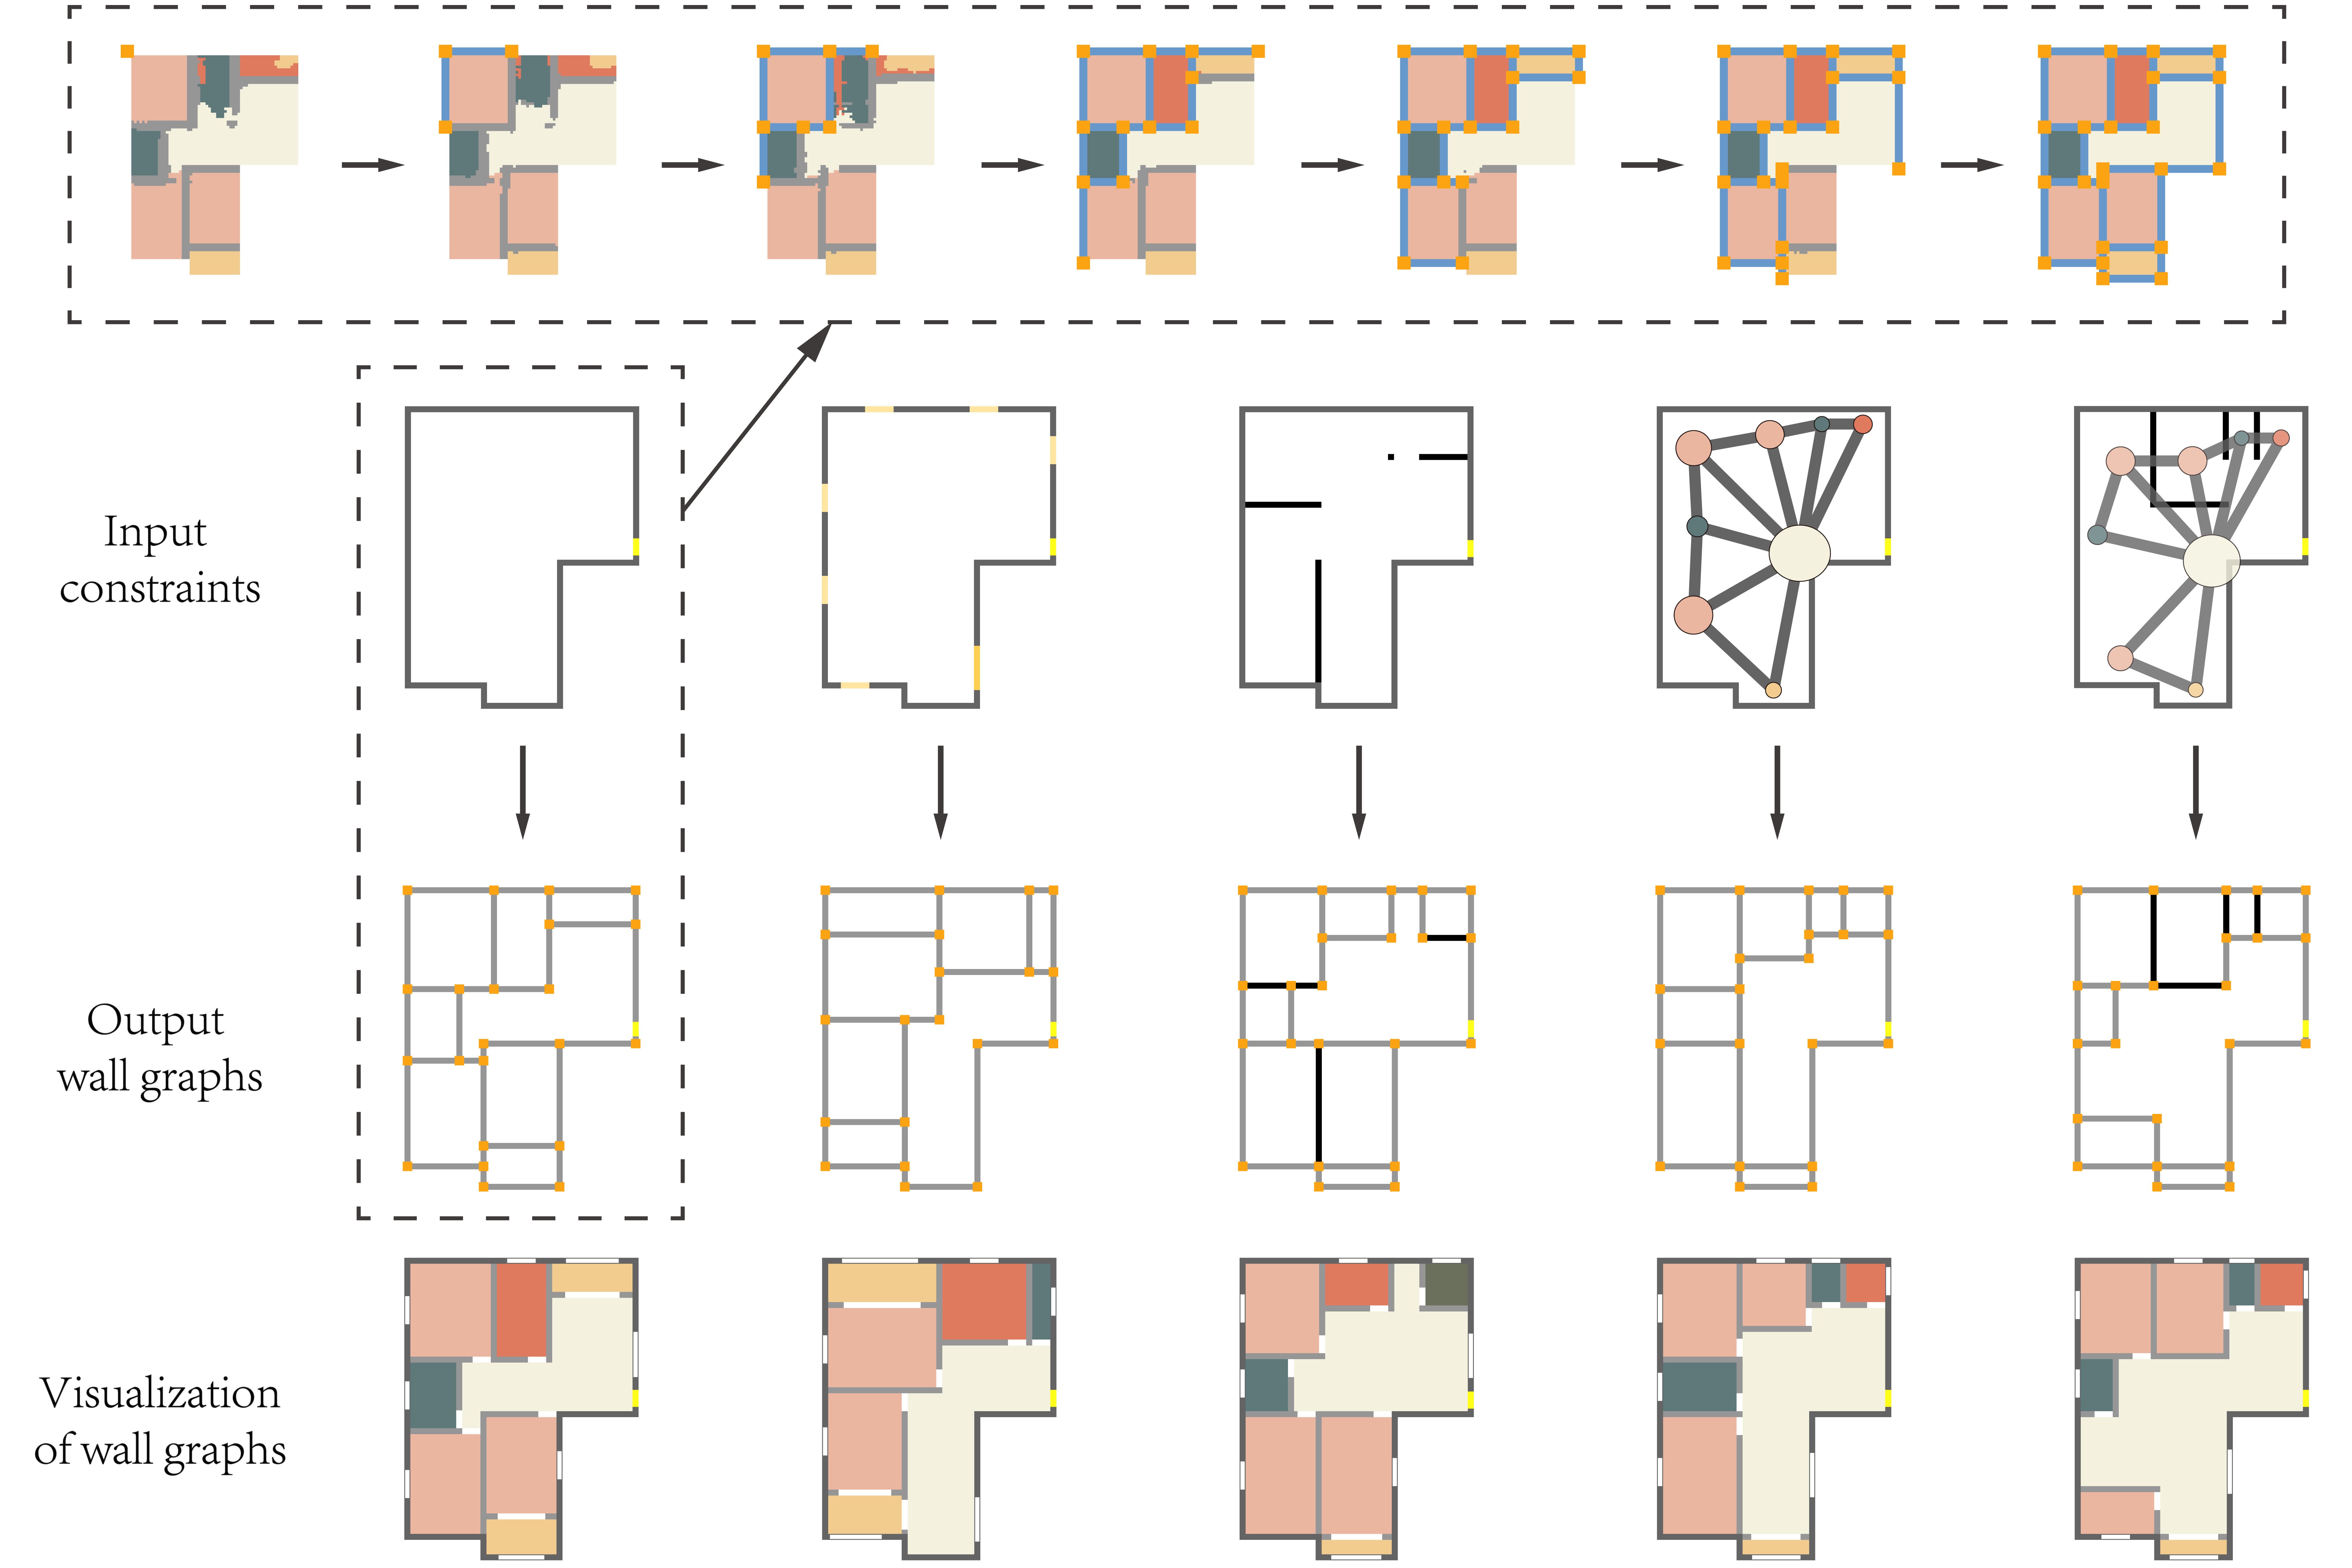 Input
constraints
Output
wall graphs
Visualization
of wall graphs